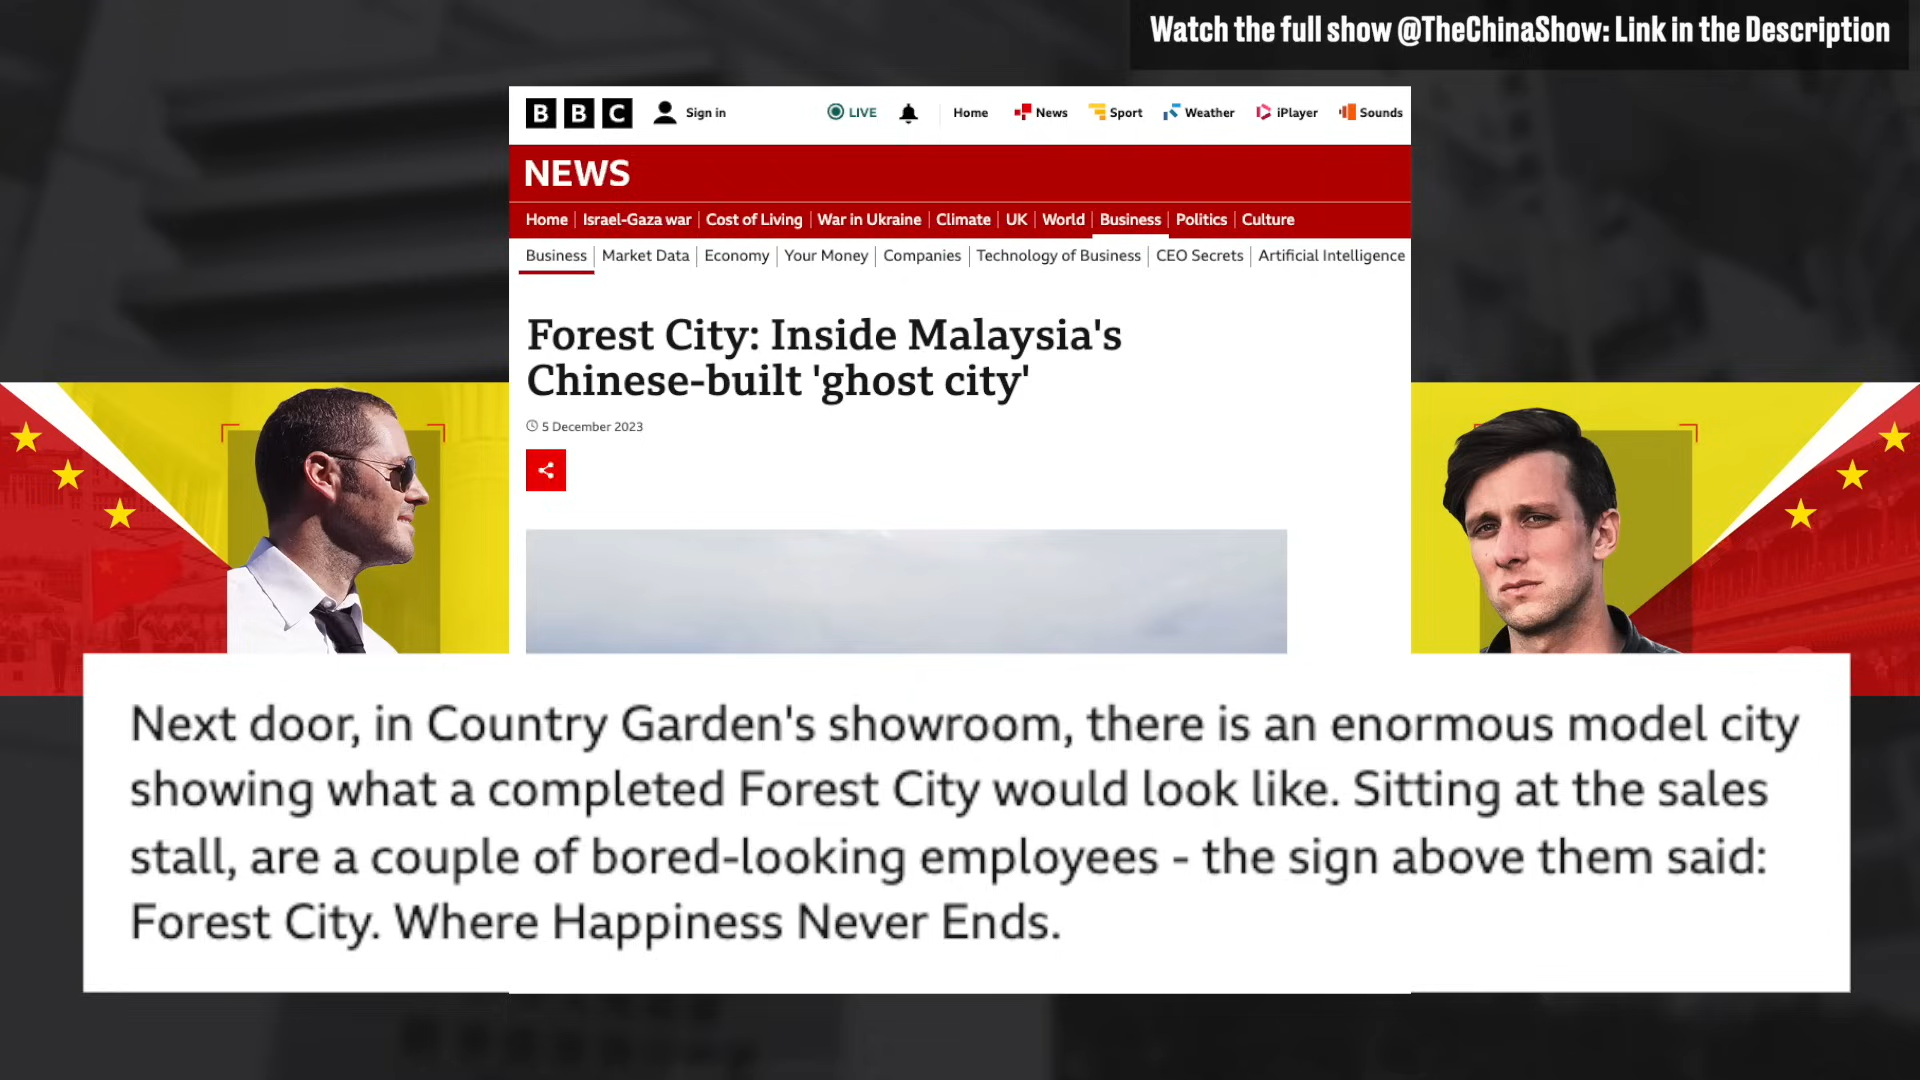 Watch the full show @TheChinaShow: Link in the Description
BBC Sign in LIVE Home News Sport Weather iPlayer Sounds
NEWS
Home Israel-Gaza war Cost of Living War in Ukraine Climate UK World Business Politics Culture
Business Market Data Economy Your Money Companies Technology of Business CEO Secrets Artificial Intelligence
Forest City: Inside Malaysia's
Chinese-built 'ghost city'
5 December 2023
Next door, in Country Garden's showroom, there is an enormous model city
showing what a completed Forest City would look like. Sitting at the sales
stall, are a couple of bored-looking employees - the sign above them said:
Forest City. Where Happiness Never Ends.